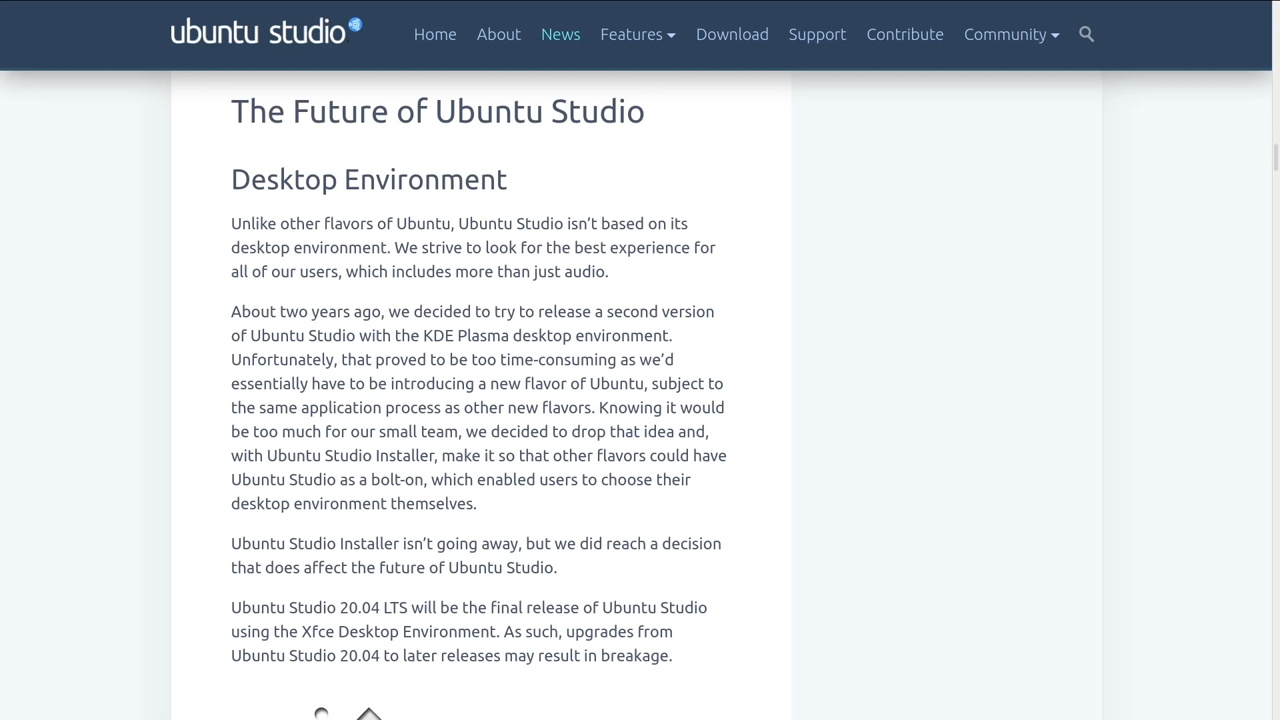 ubuntu studio
Home About News Features Download Support Contribute Community
The Future of Ubuntu Studio
Desktop Environment
Unlike other flavors of Ubuntu, Ubuntu Studio isn’t based on its
desktop environment. We strive to look for the best experience for
all of our users, which includes more than just audio.
About two years ago, we decided to try to release a second version
of Ubuntu Studio with the KDE Plasma desktop environment.
Unfortunately, that proved to be too time-consuming as we’d
essentially have to be introducing a new flavor of Ubuntu, subject to
the same application process as other new flavors. Knowing it would
be too much for our small team, we decided to drop that idea and,
with Ubuntu Studio Installer, make it so that other flavors could have
Ubuntu Studio as a bolt-on, which enabled users to choose their
desktop environment themselves.
Ubuntu Studio Installer isn’t going away, but we did reach a decision
that does affect the future of Ubuntu Studio.
Ubuntu Studio 20.04 LTS will be the final release of Ubuntu Studio
using the Xfce Desktop Environment. As such, upgrades from
Ubuntu Studio 20.04 to later releases may result in breakage.